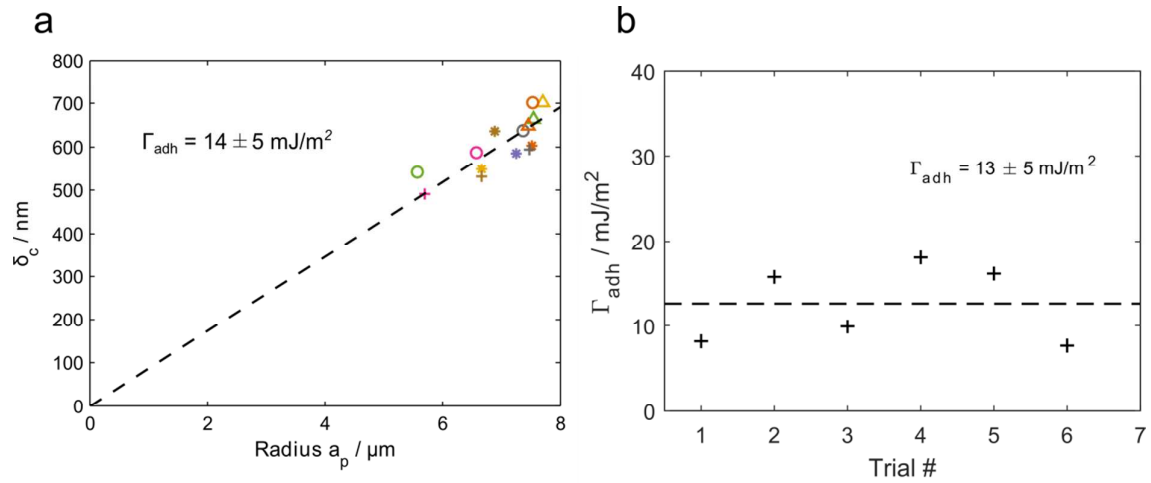 a
800
700
600
500
400
300
200
100
0
δc / nm
Γadh = 14 ± 5 mJ/m²
0 2 4 6 8
Radius ap / μm
b
40
30
20
10
0
Γadh / mJ/m²
Γadh = 13 ± 5 mJ/m²
1 2 3 4 5 6 7
Trial #